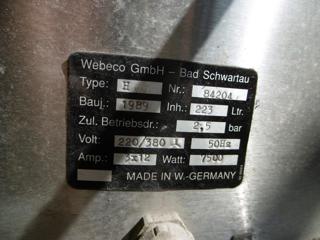 Webeco GmbH – Bad Schwartau
Type: H Nr.: 84204
Bauj.: 1989 Inh.: 223 Ltr.
Zul. Betriebsdr.: 2,5 bar
Volt: 220/380 50Hz
Amp.: 3x12 Watt: 7500
MADE IN W.-GERMANY